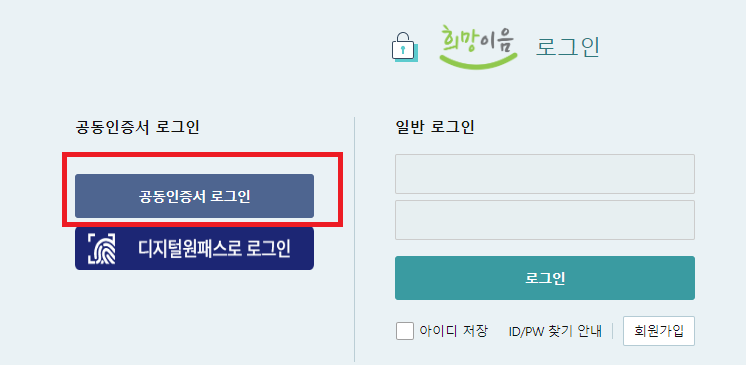 희망이음 로그인
공동인증서 로그인
공동인증서 로그인
디지털원패스로 로그인
일반 로그인
로그인
아이디 저장 ID/PW 찾기 안내 회원가입